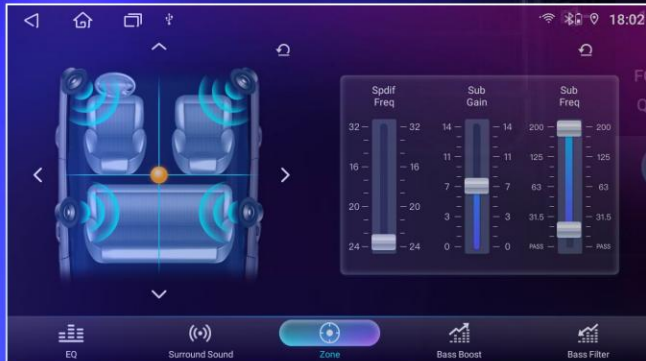 18:02
Spdif Freq
Sub Gain
Sub Freq
32 32 14 14 200 200
11 11 125 125
16 16
7 7 63 63
20 20
3 3 31.5 31.5
24 24 0 0 PASS PASS
EQ
Surround Sound
Zone
Bass Boost
Bass Filter